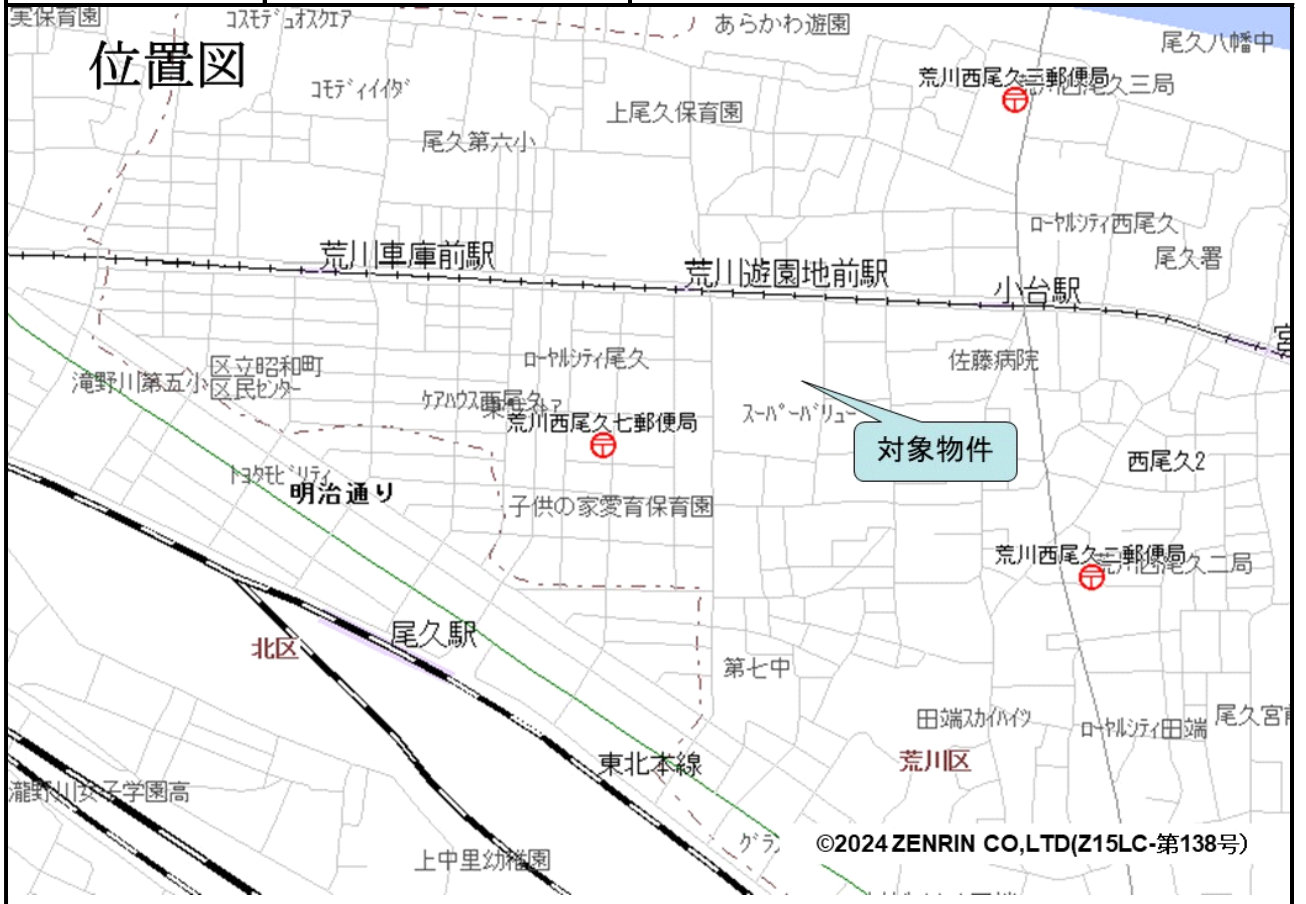 実保育園
コスモデュオスクエア
あらかわ遊園
尾久八幡中
位置図
荒川西尾久三郵便局
荒川西尾久三局
コモディイイダ
上尾久保育園
尾久第六小
ローヤルシティ西尾久
尾久署
荒川車庫前駅
荒川遊園地前駅
小台駅
宮
区立昭和町
区民センター
滝野川第五小
ローヤルシティ尾久
佐藤病院
ケアハウス西尾久
荒川西尾久七郵便局
スーパーバリュー
対象物件
西尾久2
トヨタモビリティ
明治通り
子供の家愛育保育園
荒川西尾久二郵便局
荒川西尾久二局
尾久駅
北区
第七中
田端スカイハイツ
ローヤルシティ田端
尾久宮前
東北本線
荒川区
瀧野川女子学園高
グラ
上中里幼稚園
©2024 ZENRIN CO,LTD(Z15LC-第138号)